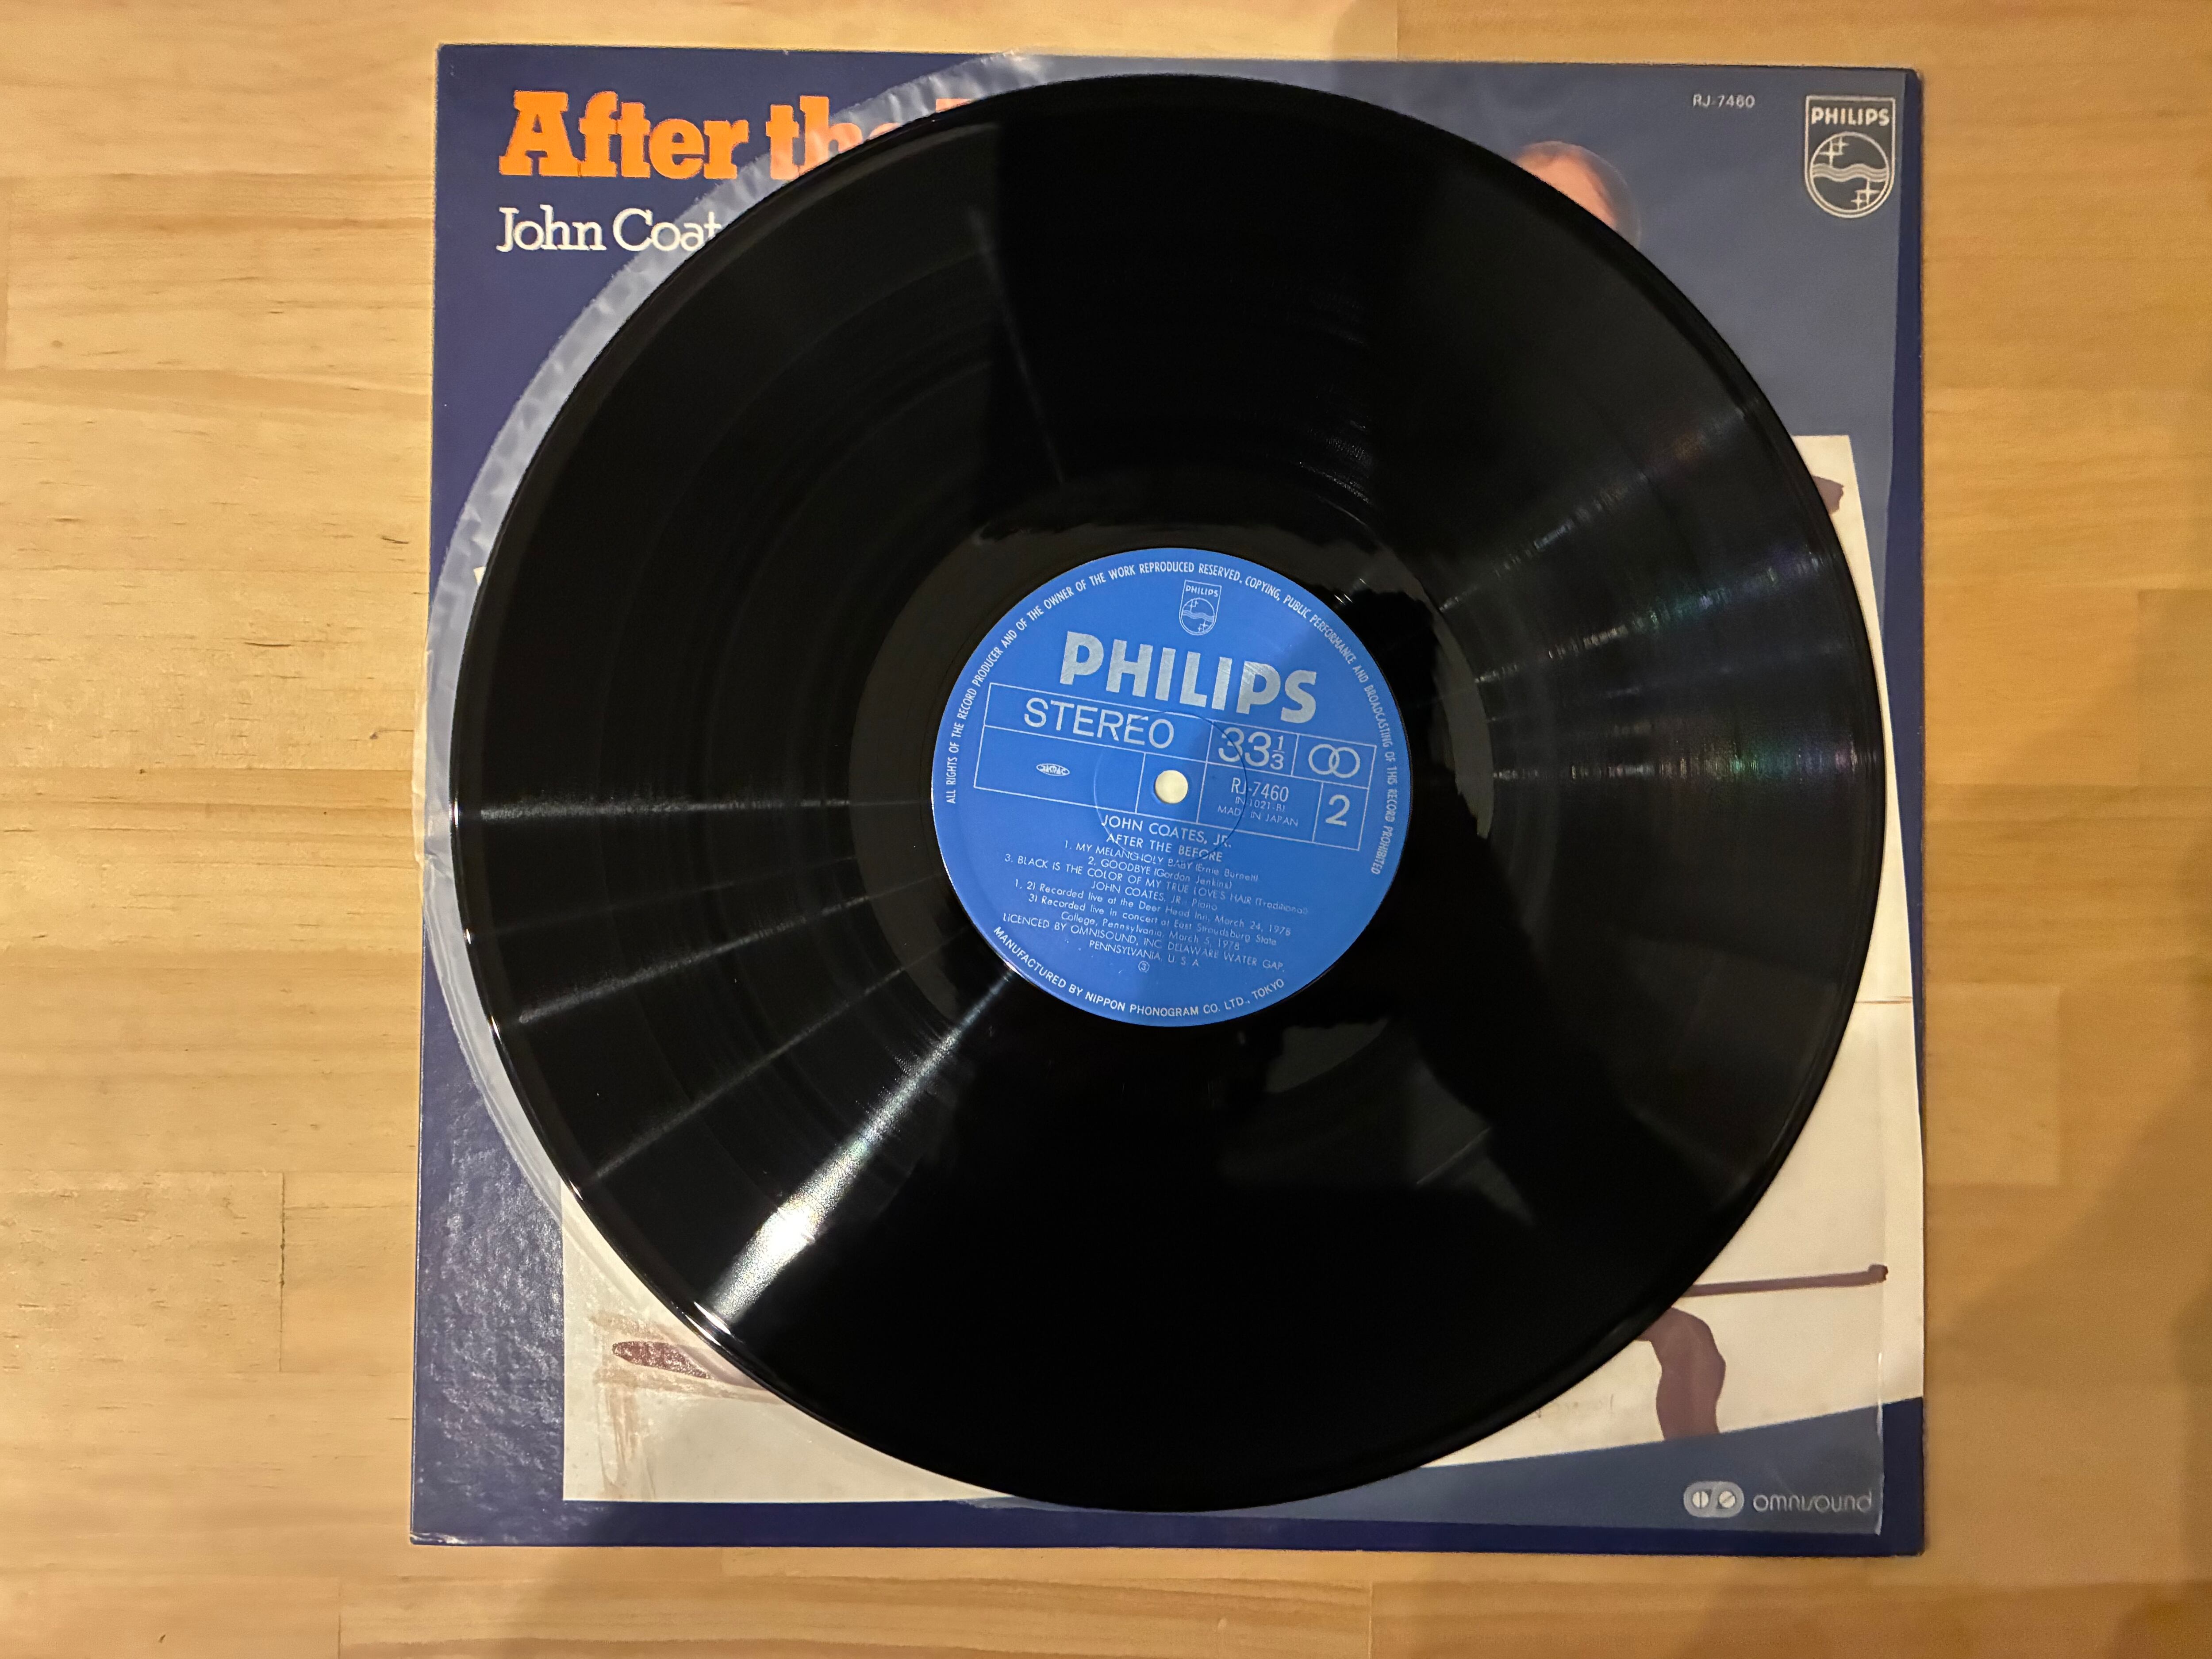 After the
John Coat
RJ-7460
PHILIPS
ALL RIGHTS OF THE RECORD PRODUCER AND OF THE OWNER OF THE WORK REPRODUCED RESERVED. COPYING, PUBLIC PERFORMANCE AND BROADCASTING OF THIS RECORD PROHIBITED
PHILIPS
PHILIPS
STEREO 33 1/3
JASRAC
RJ-7460
MADE IN JAPAN
2
JOHN COATES, JR.
AFTER THE BEFORE
1. MY MELANCHOLY BABY (Ernie Burnett)
2. GOODBYE (Gordon Jenkins)
3. BLACK IS THE COLOR OF MY TRUE LOVE'S HAIR (Traditional)
JOHN COATES, JR - Piano
1. 2) Recorded live at the Deer Head Inn, March 24, 1978
3) Recorded live in concert at East Stroudsburg State
College, Pennsylvania, March 5, 1978
LICENCED BY OMNISOUND, INC. DELAWARE WATER GAP,
PENNSYLVANIA, U. S. A.
③
MANUFACTURED BY NIPPON PHONOGRAM CO. LTD., TOKYO
omnisound